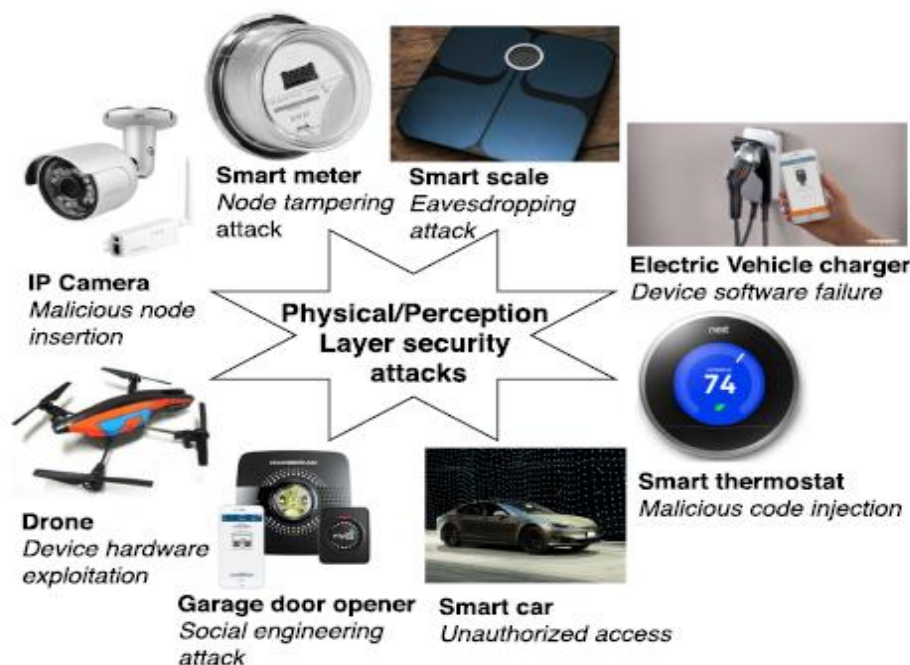 Smart meter
Node tampering
attack
Smart scale
Eavesdropping
attack
IP Camera
Malicious node
insertion
Physical/Perception
Layer security
attacks
Electric Vehicle charger
Device software failure
nest
74
Smart thermostat
Malicious code injection
Drone
Device hardware
exploitation
Garage door opener
Social engineering
attack
Smart car
Unauthorized access